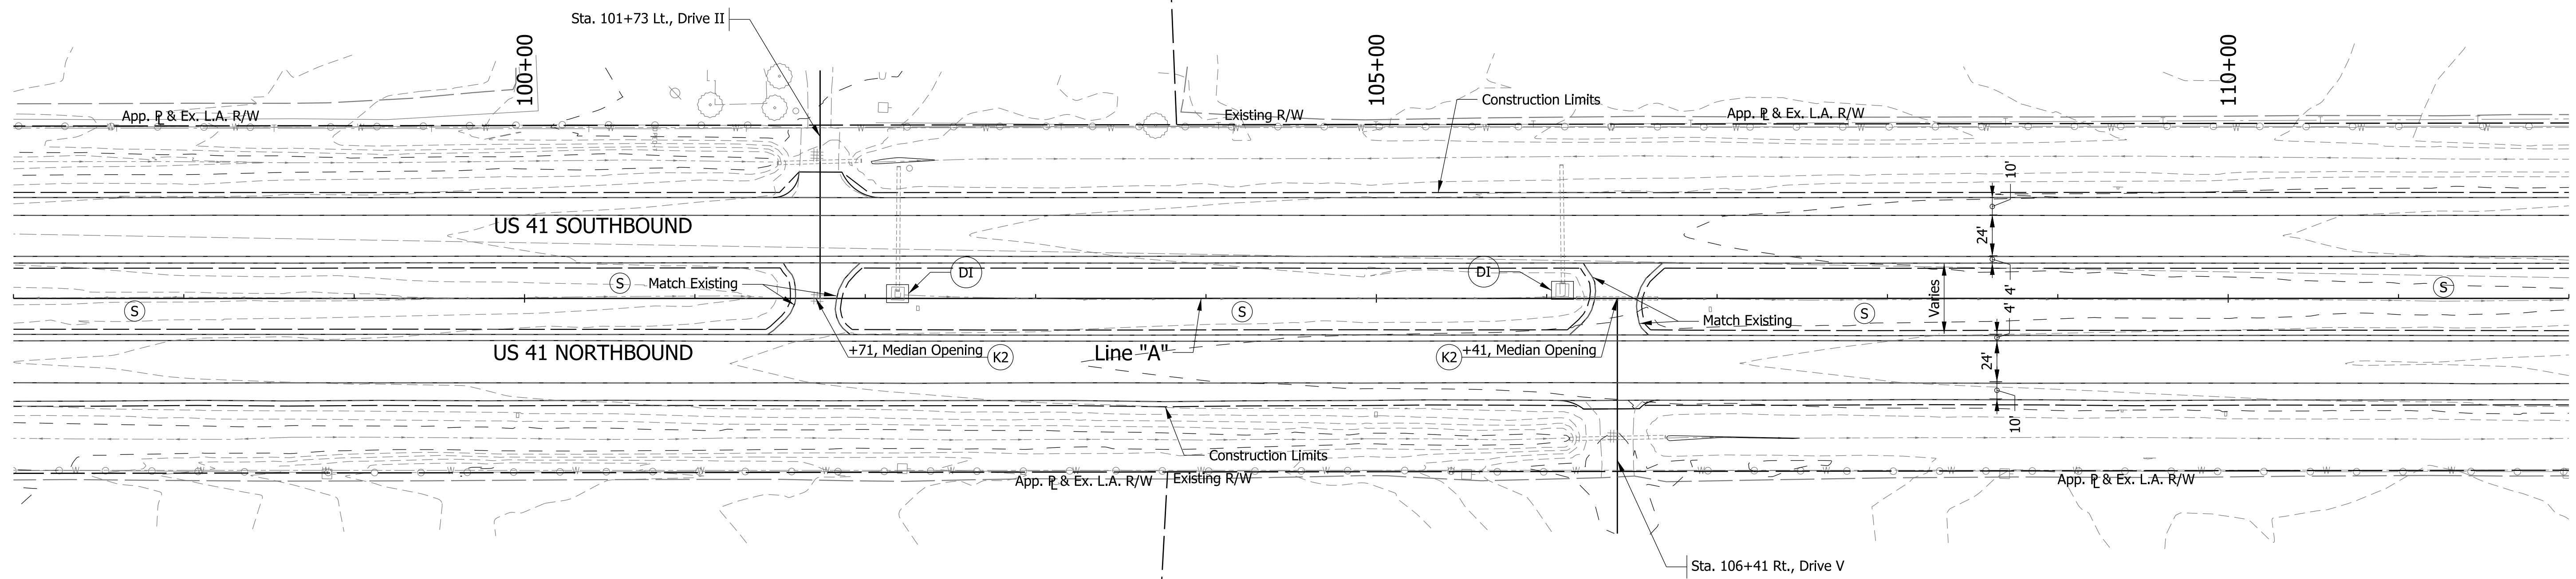 Sta. 101+73 Lt., Drive II
100+00
105+00
110+00
App. P̶L & Ex. L.A. R/W
Existing R/W
Construction Limits
App. PL & Ex. L.A. R/W
10'
24'
US 41 SOUTHBOUND
S
S
Match Existing
DI
DI
S
S
S
Varies
4'
4'
Match Existing
US 41 NORTHBOUND
+71, Median Opening
K2
Line "A"
K2
+41, Median Opening
24'
10'
Construction Limits
App. PL & Ex. L.A. R/W
Existing R/W
App. PL & Ex. L.A. R/W
Sta. 106+41 Rt., Drive V